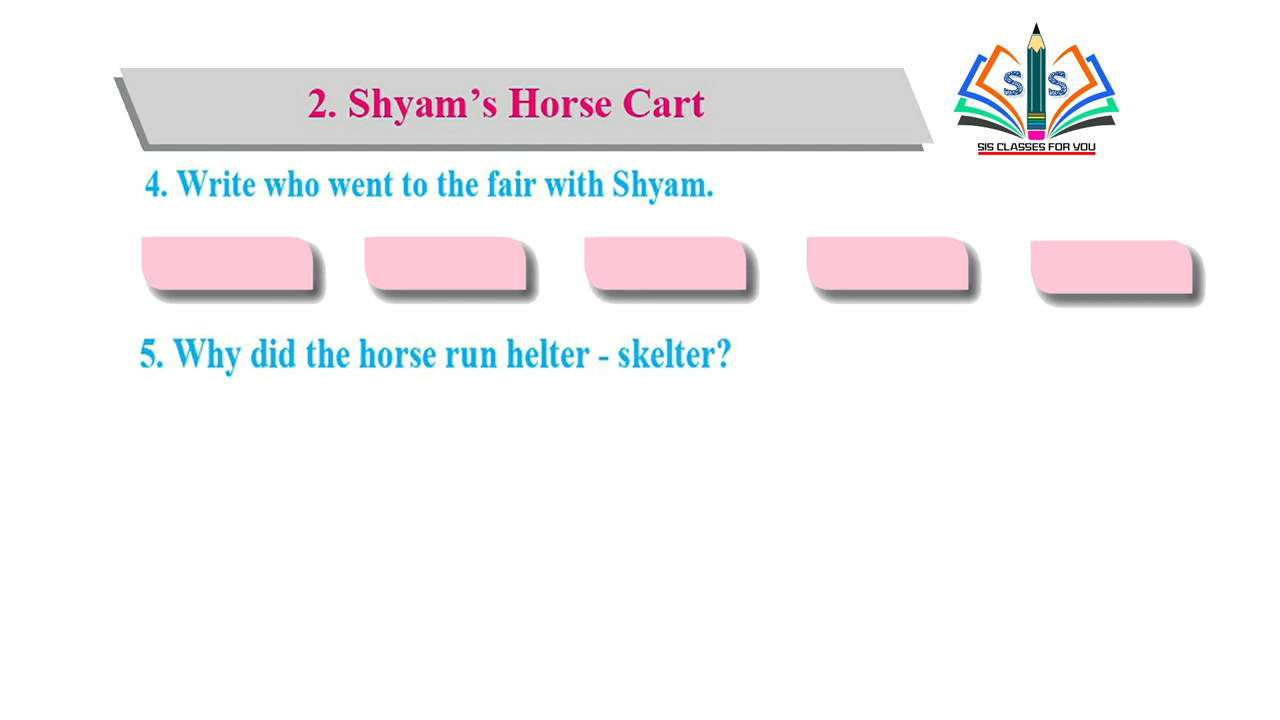 2. Shyam's Horse Cart
S S
SIS CLASSES FOR YOU
4. Write who went to the fair with Shyam.
5. Why did the horse run helter - skelter?